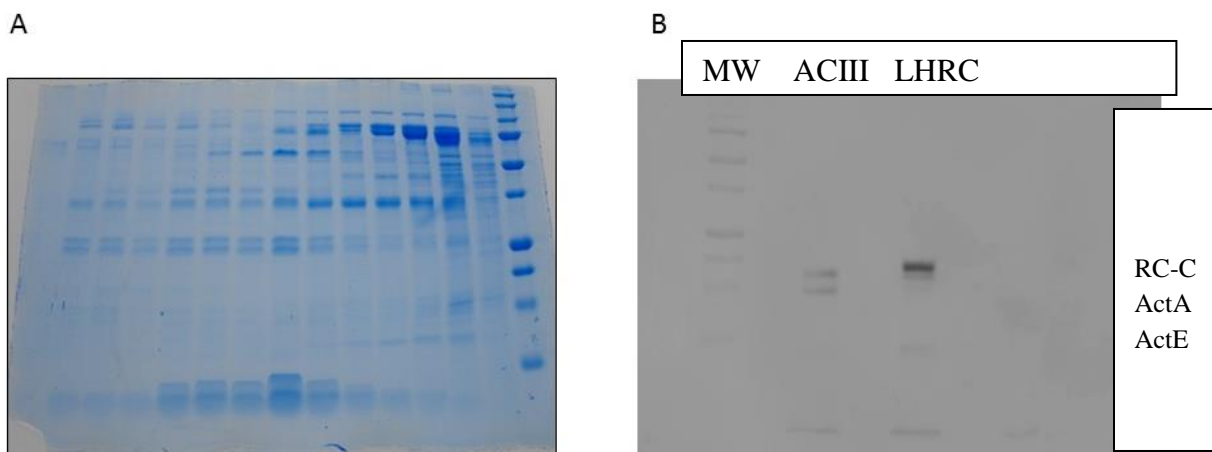 A
B
MW ACIII LHRC
RC-C
ActA
ActE